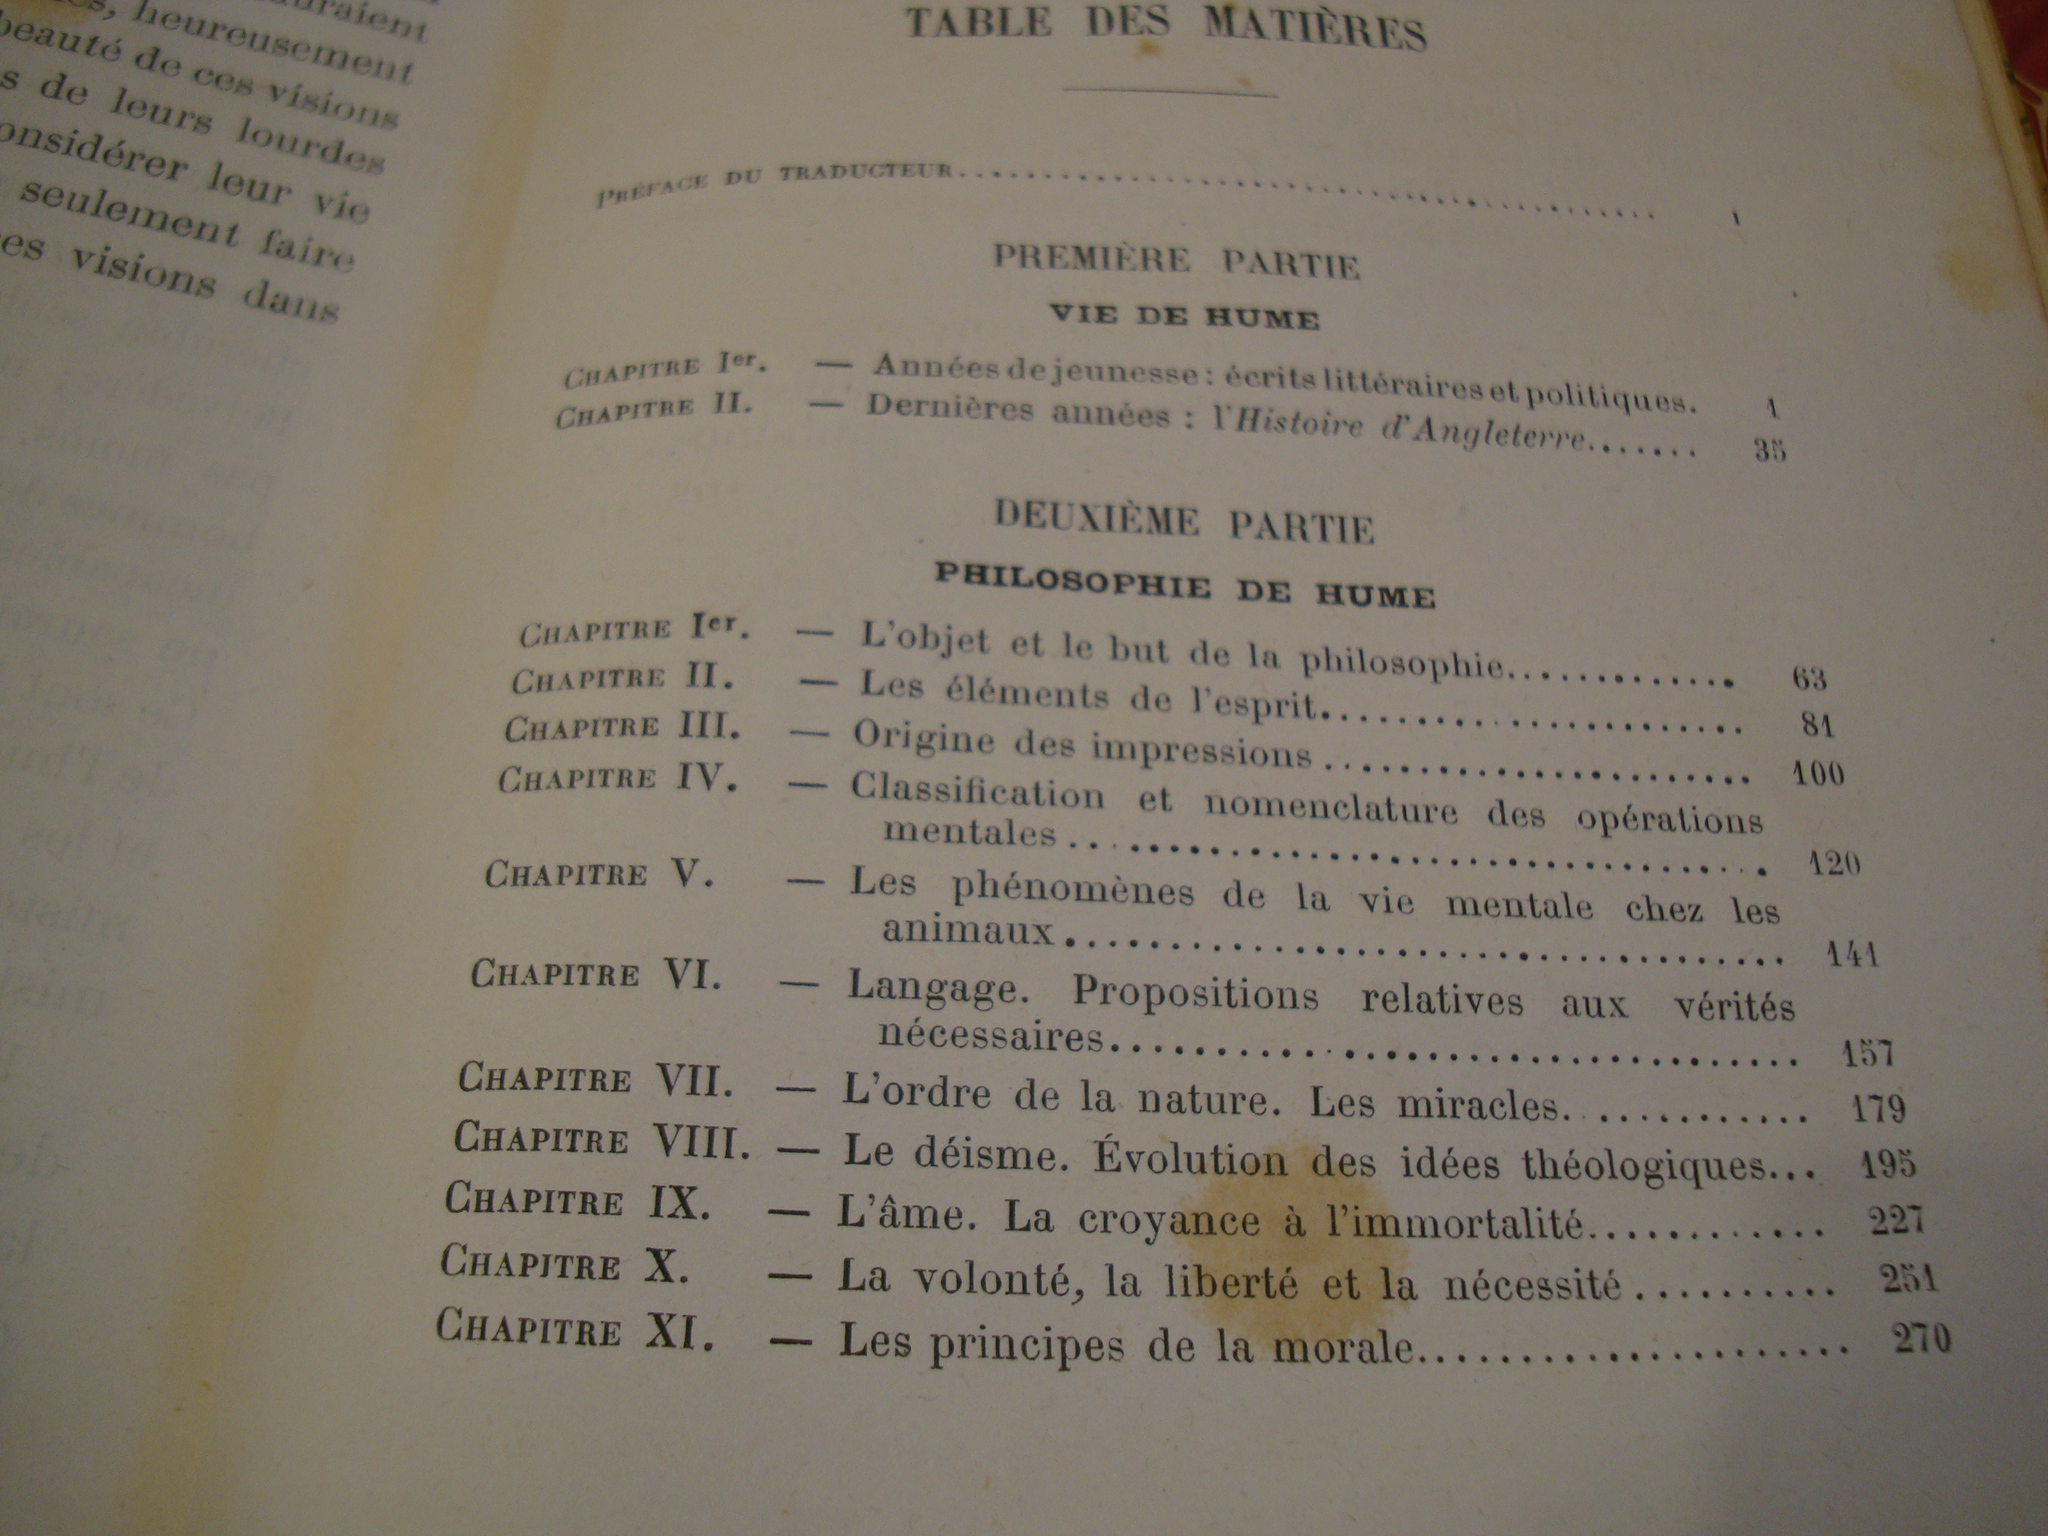 auraient
heureusement
beauté de ces visions
s de leurs lourdes
onsidérer leur vie
seulement faire
es visions dans
TABLE DES MATIÈRES
PRÉFACE DU TRADUCTEUR........................................ I
PREMIÈRE PARTIE
VIE DE HUME
CHAPITRE Ier. — Années de jeunesse : écrits littéraires et politiques. 1
CHAPITRE II. — Dernières années : l'Histoire d'Angleterre....... 35
DEUXIÈME PARTIE
PHILOSOPHIE DE HUME
CHAPITRE Ier. — L'objet et le but de la philosophie............. 63
CHAPITRE II. — Les éléments de l'esprit....................... 81
CHAPITRE III. — Origine des impressions ....................... 100
CHAPITRE IV. — Classification et nomenclature des opérations
mentales .................................... 120
CHAPITRE V. — Les phénomènes de la vie mentale chez les
animaux..................................... 141
CHAPITRE VI. — Langage. Propositions relatives aux vérités
nécessaires................................... 157
CHAPITRE VII. — L'ordre de la nature. Les miracles............. 179
CHAPITRE VIII. — Le déisme. Évolution des idées théologiques... 195
CHAPITRE IX. — L'âme. La croyance à l'immortalité............ 227
CHAPITRE X. — La volonté, la liberté et la nécessité.......... 251
CHAPITRE XI. — Les principes de la morale...................... 270